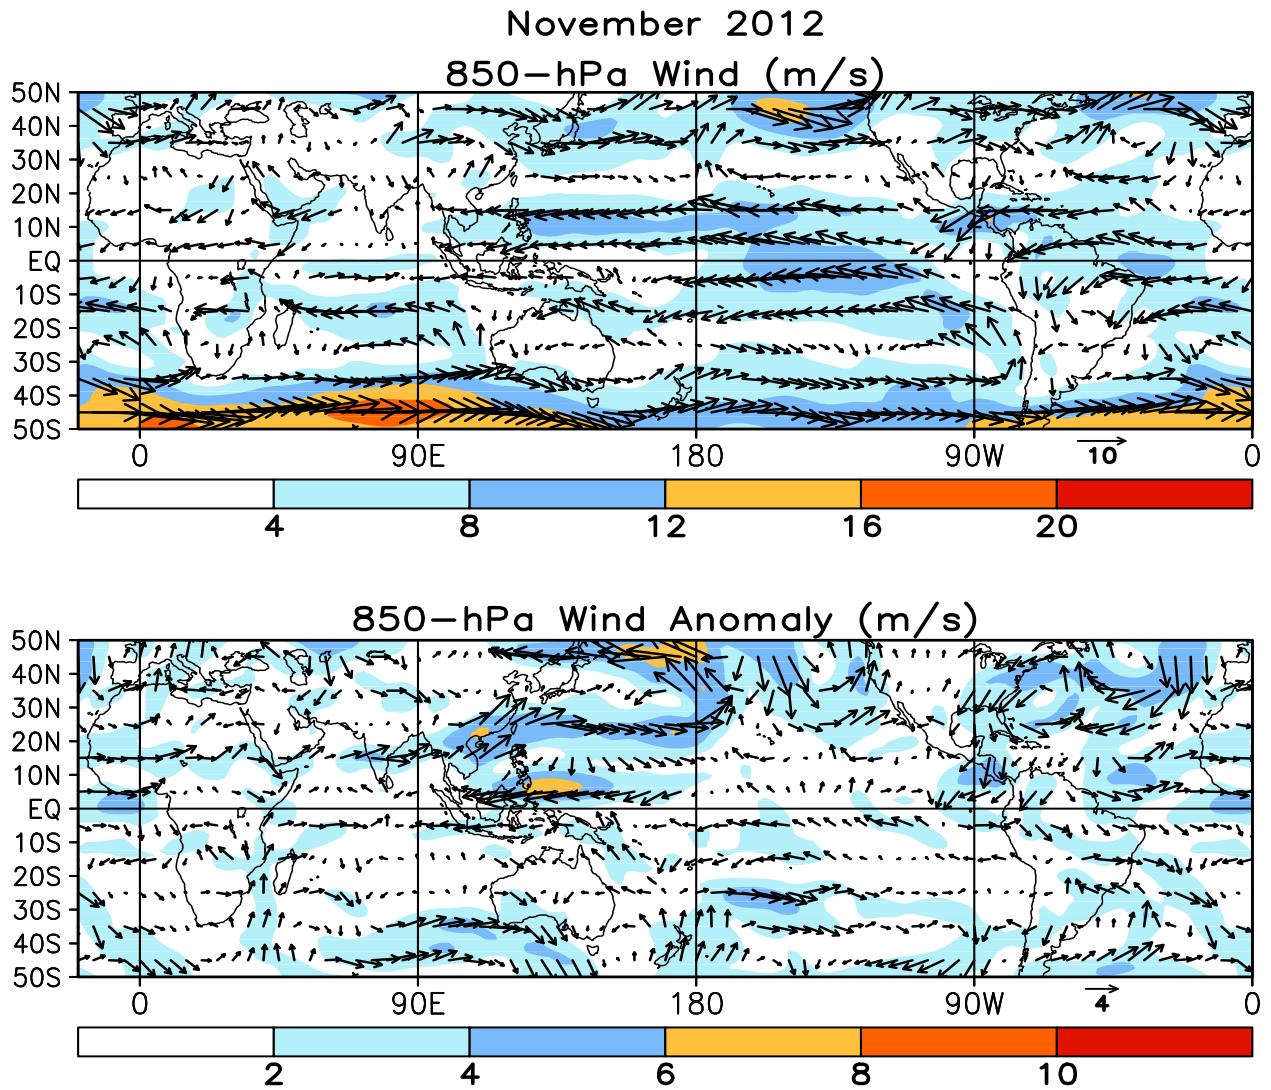 November 2012
850-hPa Wind (m/s)
50N
40N
30N
20N
10N
EQ
10S
20S
30S
40S
50S
0 90E 180 90W 0
10
4 8 12 16 20
850-hPa Wind Anomaly (m/s)
50N
40N
30N
20N
10N
EQ
10S
20S
30S
40S
50S
0 90E 180 90W 0
4
2 4 6 8 10